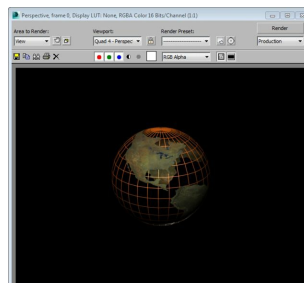 Perspective, frame 0, Display LUT: None, RGBA Color 16 Bits/Channel (1:1)
Area to Render:
Viewport:
Render Preset:
Render
View
Quad 4 - Perspec
Production
RGB Alpha